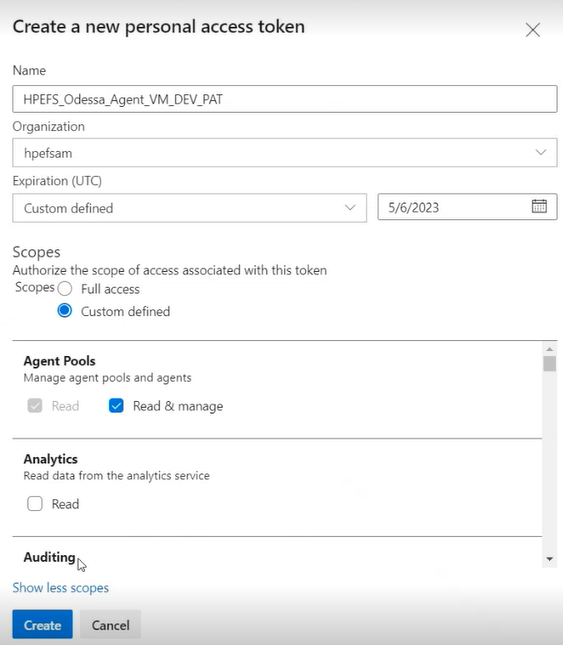 Create a new personal access token
Name
HPEFS_Odessa_Agent_VM_DEV_PAT
Organization
hpefsam
Expiration (UTC)
Custom defined
5/6/2023
Scopes
Authorize the scope of access associated with this token
Scopes
Full access
Custom defined
Agent Pools
Manage agent pools and agents
Read
Read & manage
Analytics
Read data from the analytics service
Read
Auditing
Show less scopes
Create
Cancel